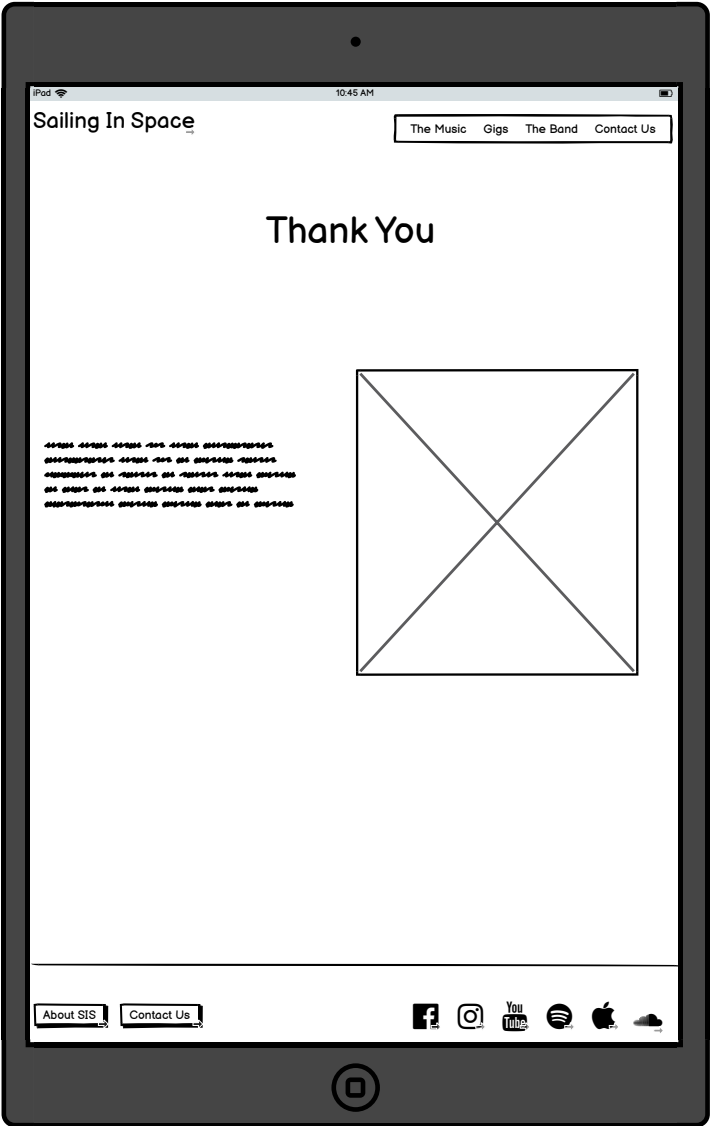 iPad
10:45 AM
Sailing In Space
The Music Gigs The Band Contact Us
Thank You
About SIS Contact Us
You
Tube